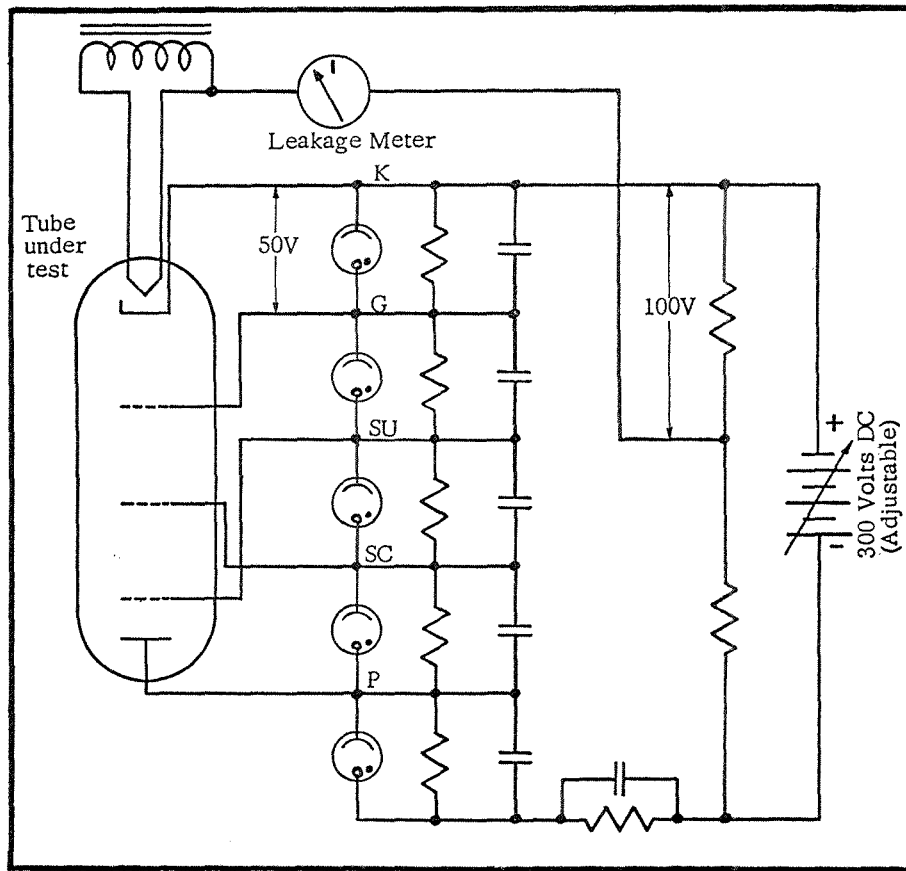 Leakage Meter
K
Tube
under
test
50V
G
100V
SU
SC
P
+
300 Volts DC
(Adjustable)
-